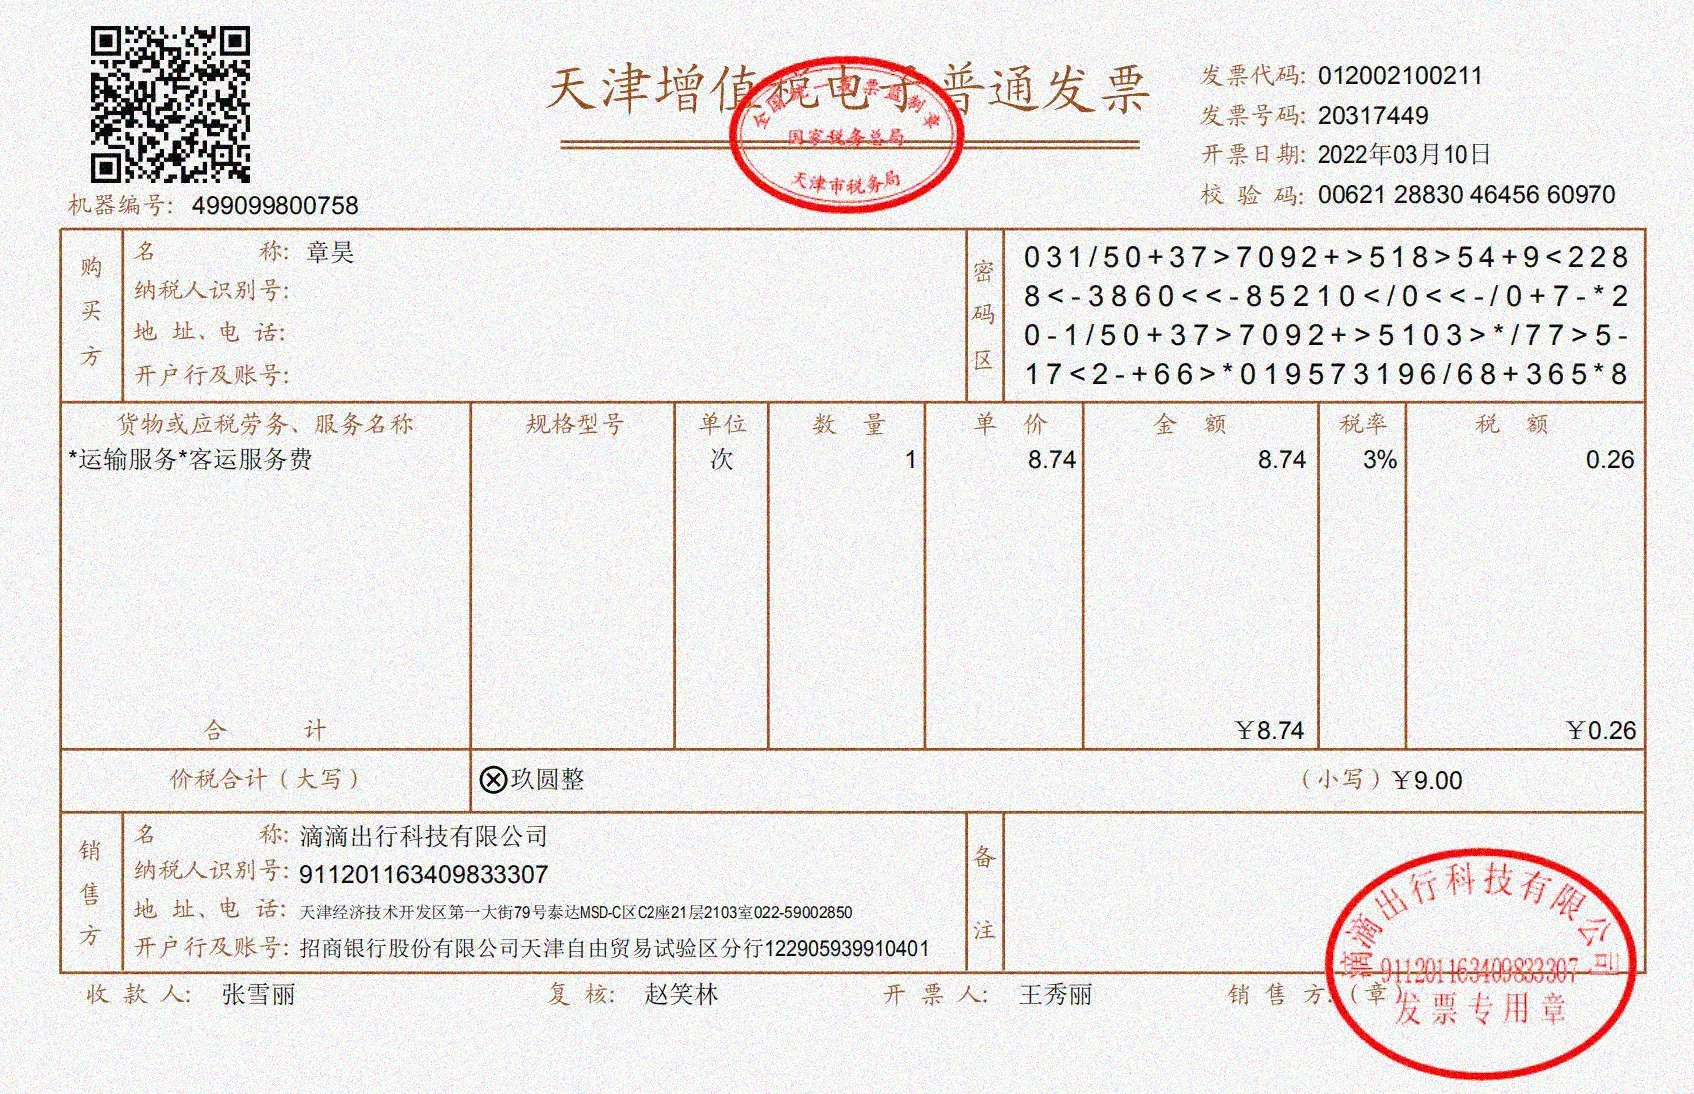 天津增值税电子普通发票
全国统一发票监制章
国家税务总局
天津市税务局
发票代码: 012002100211
发票号码: 20317449
开票日期: 2022年03月10日
校 验 码: 00621 28830 46456 60970
机器编号: 499099800758
购买方
名 称: 章昊
纳税人识别号:
地 址、电 话:
开户行及账号:
密码区
031/50+37>7092+>518>54+9<228
8<-3860<<-85210</0<<-/0+7-*2
0-1/50+37>7092+>5103>*/77>5-
17<2-+66>*019573196/68+365*8
货物或应税劳务、服务名称 规格型号 单位 数 量 单 价 金 额 税率 税 额
*运输服务*客运服务费 次 1 8.74 8.74 3% 0.26
合 计 ￥8.74 ￥0.26
价税合计(大写) ⊗玖圆整 (小写)￥9.00
销售方
名 称: 滴滴出行科技有限公司
纳税人识别号: 911201163409833307
地 址、电 话: 天津经济技术开发区第一大街79号泰达MSD-C区C2座21层2103室022-59002850
开户行及账号: 招商银行股份有限公司天津自由贸易试验区分行122905939910401
备注
收 款 人: 张雪丽 复 核: 赵笑林 开 票 人: 王秀丽 销 售 方:(章)
滴滴出行科技有限公司
911201163409833307
发票专用章